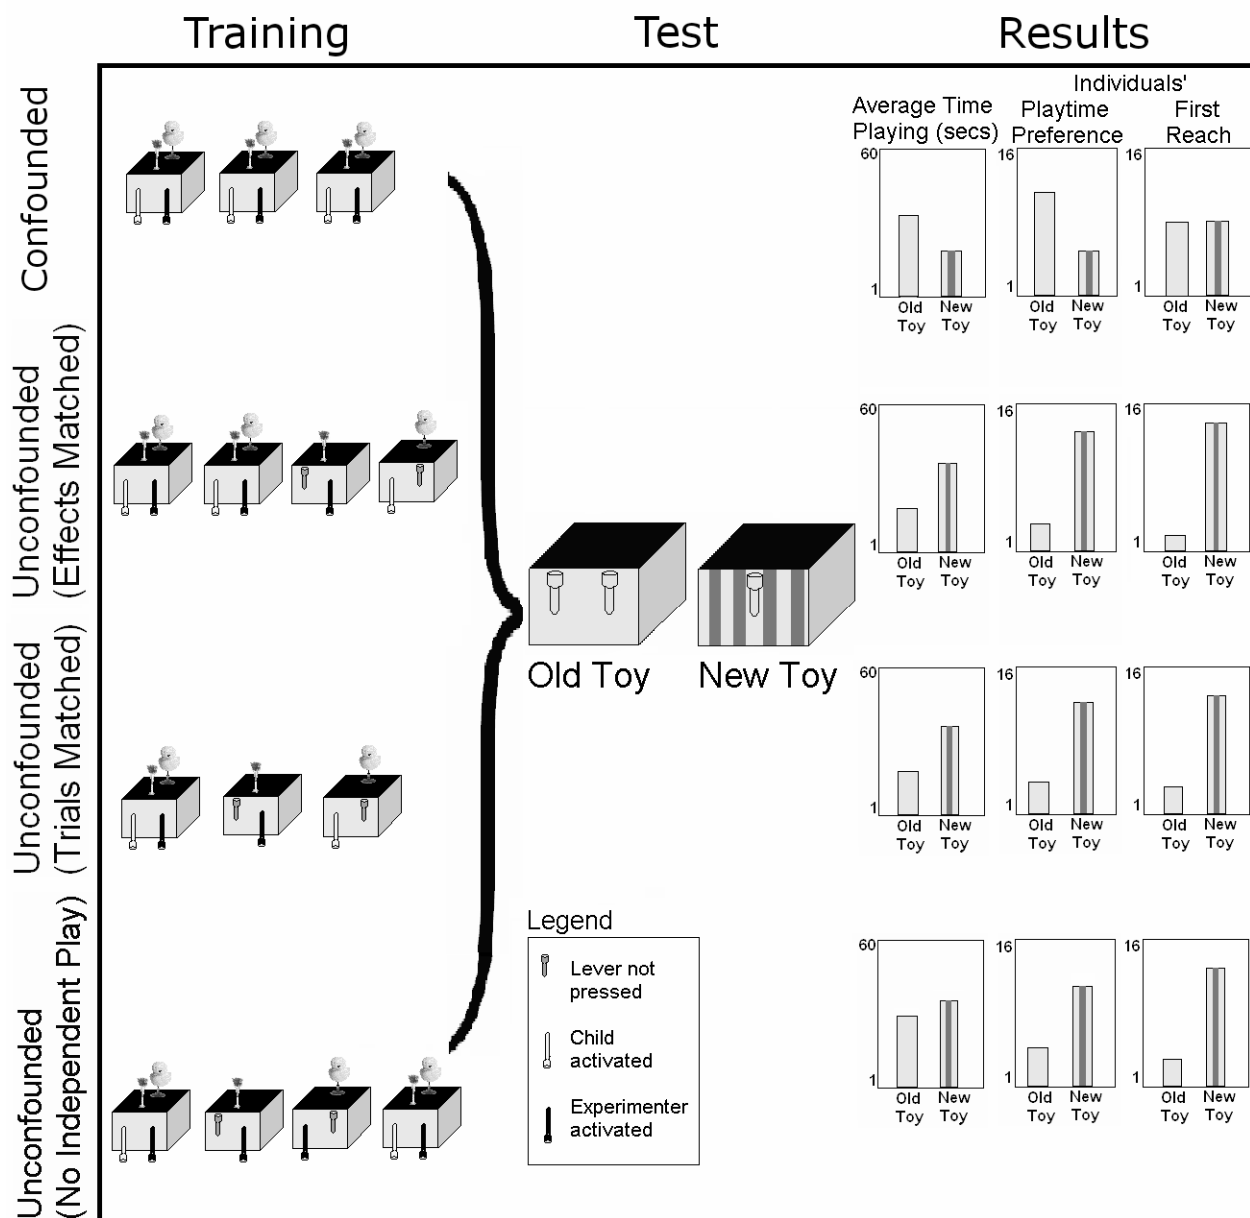 Training
Test
Results
Confounded
Individuals'
Average Time
Playing (secs)
Playtime
Preference
First
Reach
60
1
Old
Toy
New
Toy
16
1
Old
Toy
New
Toy
16
1
Old
Toy
New
Toy
Unconfounded
(Effects Matched)
60
1
Old
Toy
New
Toy
16
1
Old
Toy
New
Toy
16
1
Old
Toy
New
Toy
Old Toy
New Toy
Unconfounded
(Trials Matched)
60
1
Old
Toy
New
Toy
16
1
Old
Toy
New
Toy
16
1
Old
Toy
New
Toy
Unconfounded
(No Independent Play)
Legend
Lever not
pressed
Child
activated
Experimenter
activated
60
1
Old
Toy
New
Toy
16
1
Old
Toy
New
Toy
16
1
Old
Toy
New
Toy